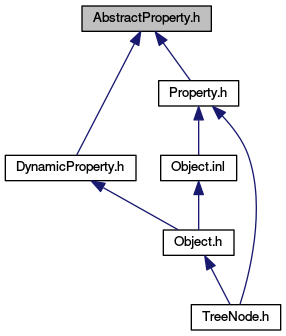 AbstractProperty.h
Property.h
DynamicProperty.h
Object.inl
Object.h
TreeNode.h